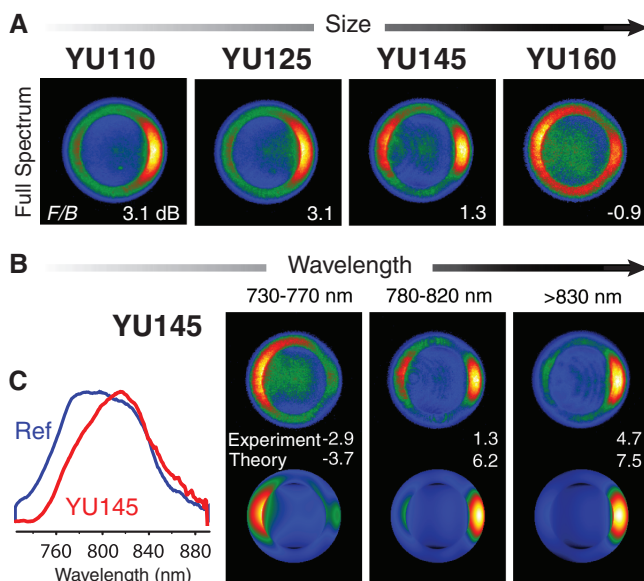 A
Size
YU110 YU125 YU145 YU160
Full Spectrum
F/B 3.1 dB 3.1 1.3 -0.9
B
Wavelength
YU145
730-770 nm 780-820 nm >830 nm
Experiment -2.9 1.3 4.7
Theory -3.7 6.2 7.5
C
Ref
YU145
760 800 840 880
Wavelength (nm)